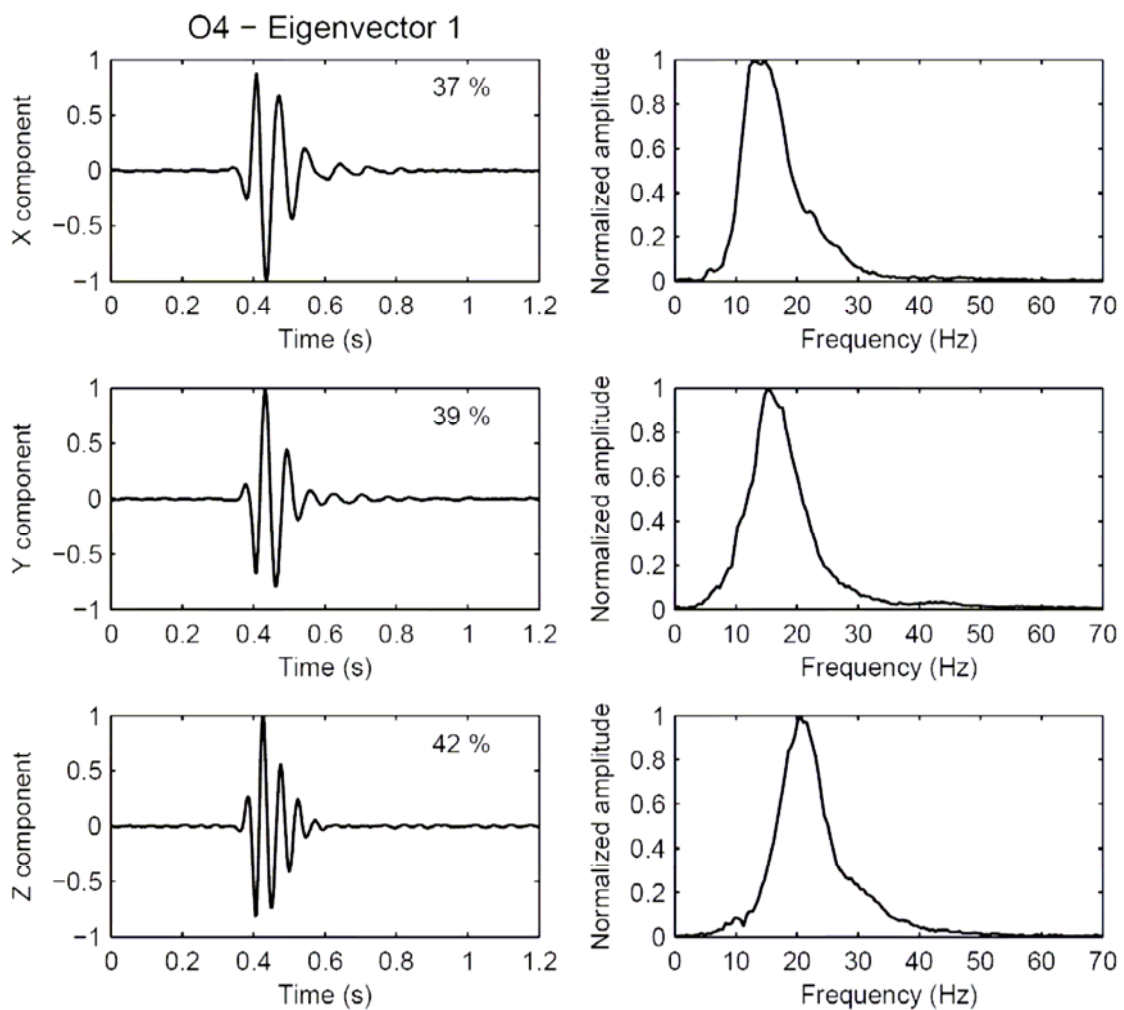 O4 − Eigenvector 1
X component
1
0.5
0
−0.5
−1
37 %
0 0.2 0.4 0.6 0.8 1 1.2
Time (s)
Normalized amplitude
1
0.8
0.6
0.4
0.2
0
0 10 20 30 40 50 60 70
Frequency (Hz)
Y component
1
0.5
0
−0.5
−1
39 %
0 0.2 0.4 0.6 0.8 1 1.2
Time (s)
Normalized amplitude
1
0.8
0.6
0.4
0.2
0
0 10 20 30 40 50 60 70
Frequency (Hz)
Z component
1
0.5
0
−0.5
−1
42 %
0 0.2 0.4 0.6 0.8 1 1.2
Time (s)
Normalized amplitude
1
0.8
0.6
0.4
0.2
0
0 10 20 30 40 50 60 70
Frequency (Hz)